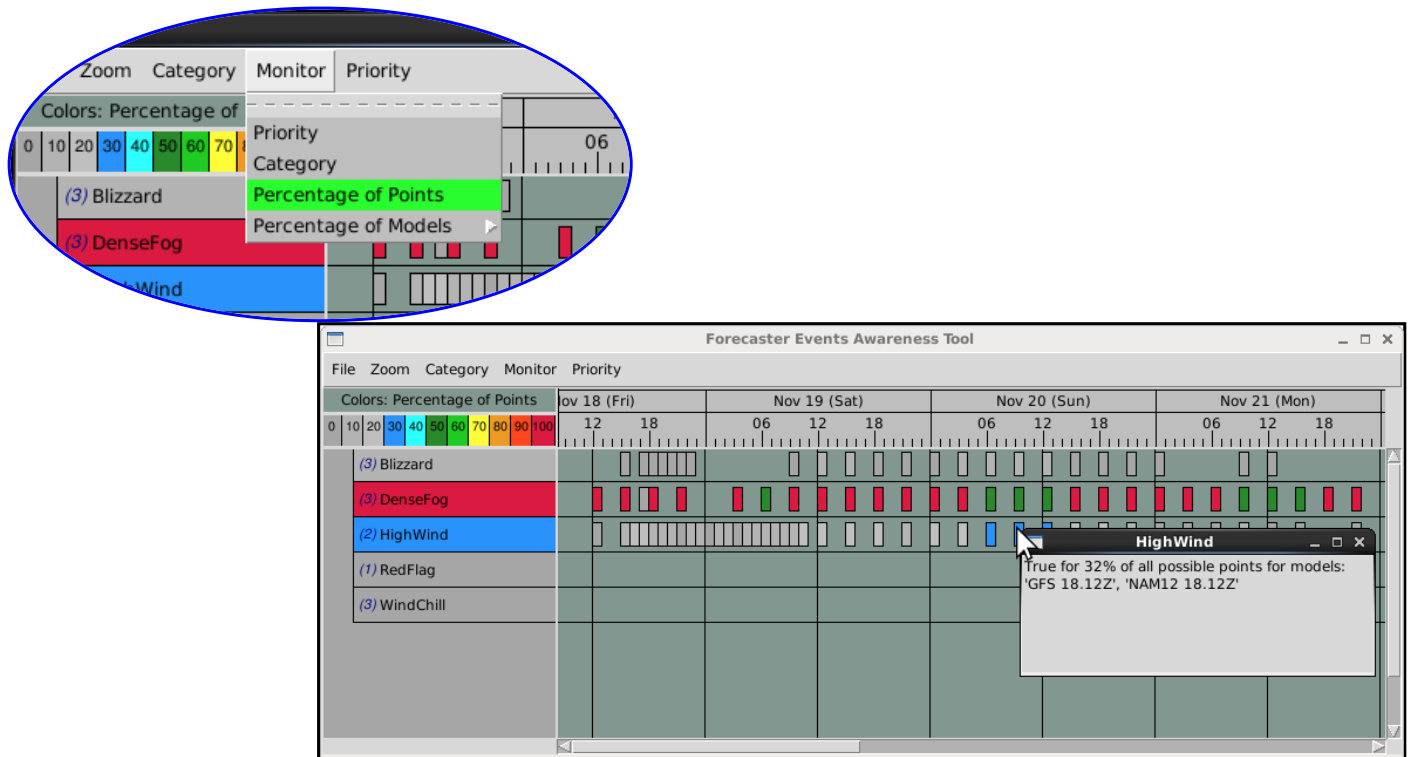 Zoom Category Monitor Priority
Colors: Percentage of
0 10 20 30 40 50 60 70
Priority
Category
Percentage of Points
Percentage of Models
06
(3) Blizzard
(3) DenseFog
Wind
Forecaster Events Awareness Tool
File Zoom Category Monitor Priority
Colors: Percentage of Points
0 10 20 30 40 50 60 70 80 90 100
Nov 18 (Fri) Nov 19 (Sat) Nov 20 (Sun) Nov 21 (Mon)
12 18 06 12 18 06 12 18 06 12 18
(3) Blizzard
(3) DenseFog
(2) HighWind
(1) RedFlag
(3) WindChill
HighWind
True for 32% of all possible points for models:
'GFS 18.12Z', 'NAM12 18.12Z'